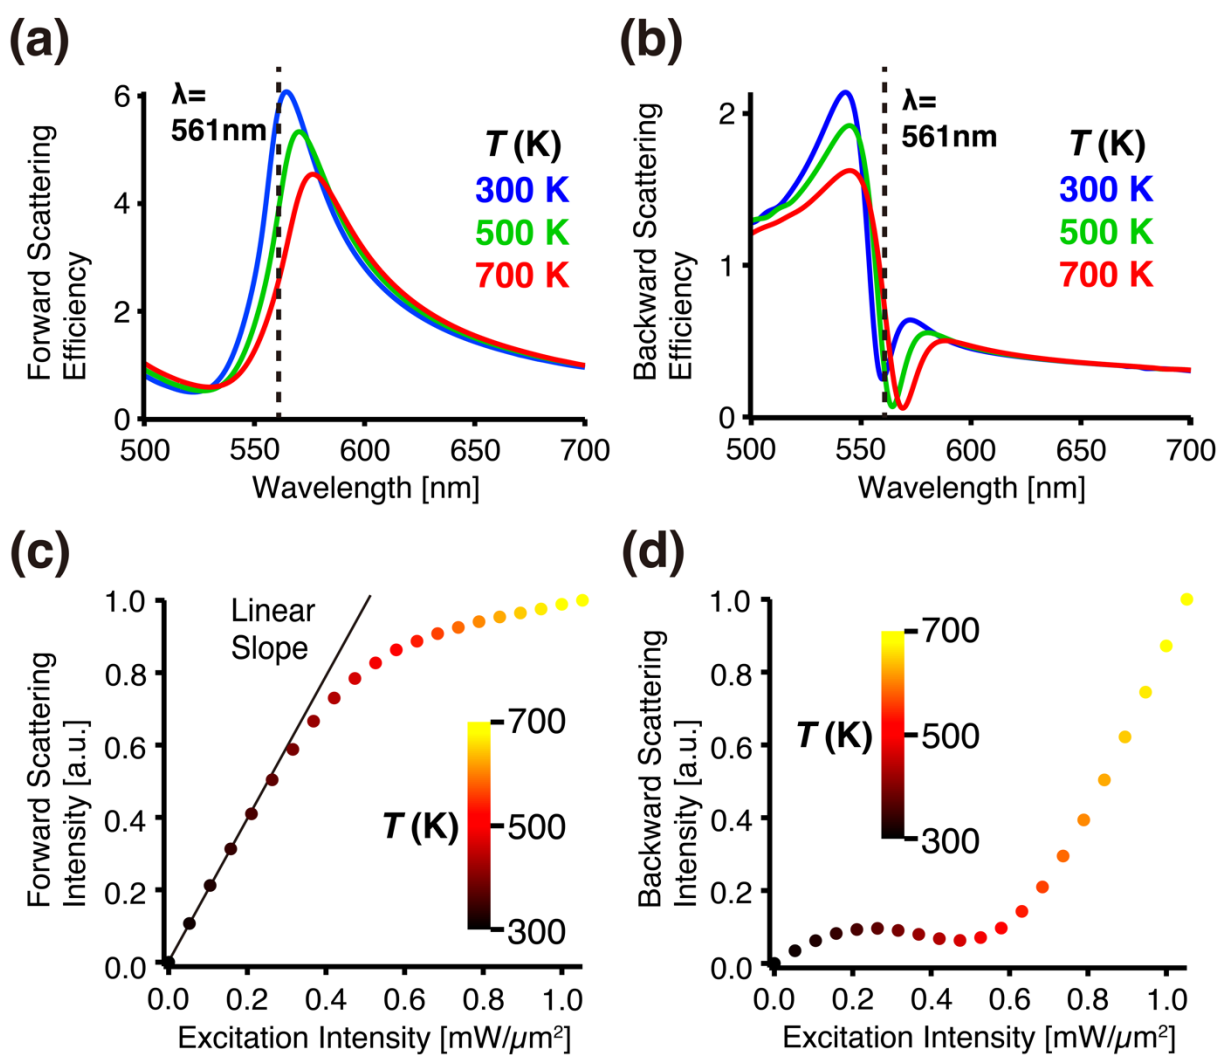 (a)
Forward Scattering
Efficiency
6
4
2
0
λ=
561nm
T (K)
300 K
500 K
700 K
500
550
600
650
700
Wavelength [nm]
(b)
Backward Scattering
Efficiency
2
1
0
λ=
561nm
T (K)
300 K
500 K
700 K
500
550
600
650
700
Wavelength [nm]
(c)
Forward Scattering
Intensity [a.u.]
1.0
0.8
0.6
0.4
0.2
0.0
Linear
Slope
T (K)
700
500
300
0.0
0.2
0.4
0.6
0.8
1.0
Excitation Intensity [mW/μm²]
(d)
Backward Scattering
Intensity [a.u.]
1.0
0.8
0.6
0.4
0.2
0.0
T (K)
700
500
300
0.0
0.2
0.4
0.6
0.8
1.0
Excitation Intensity [mW/μm²]